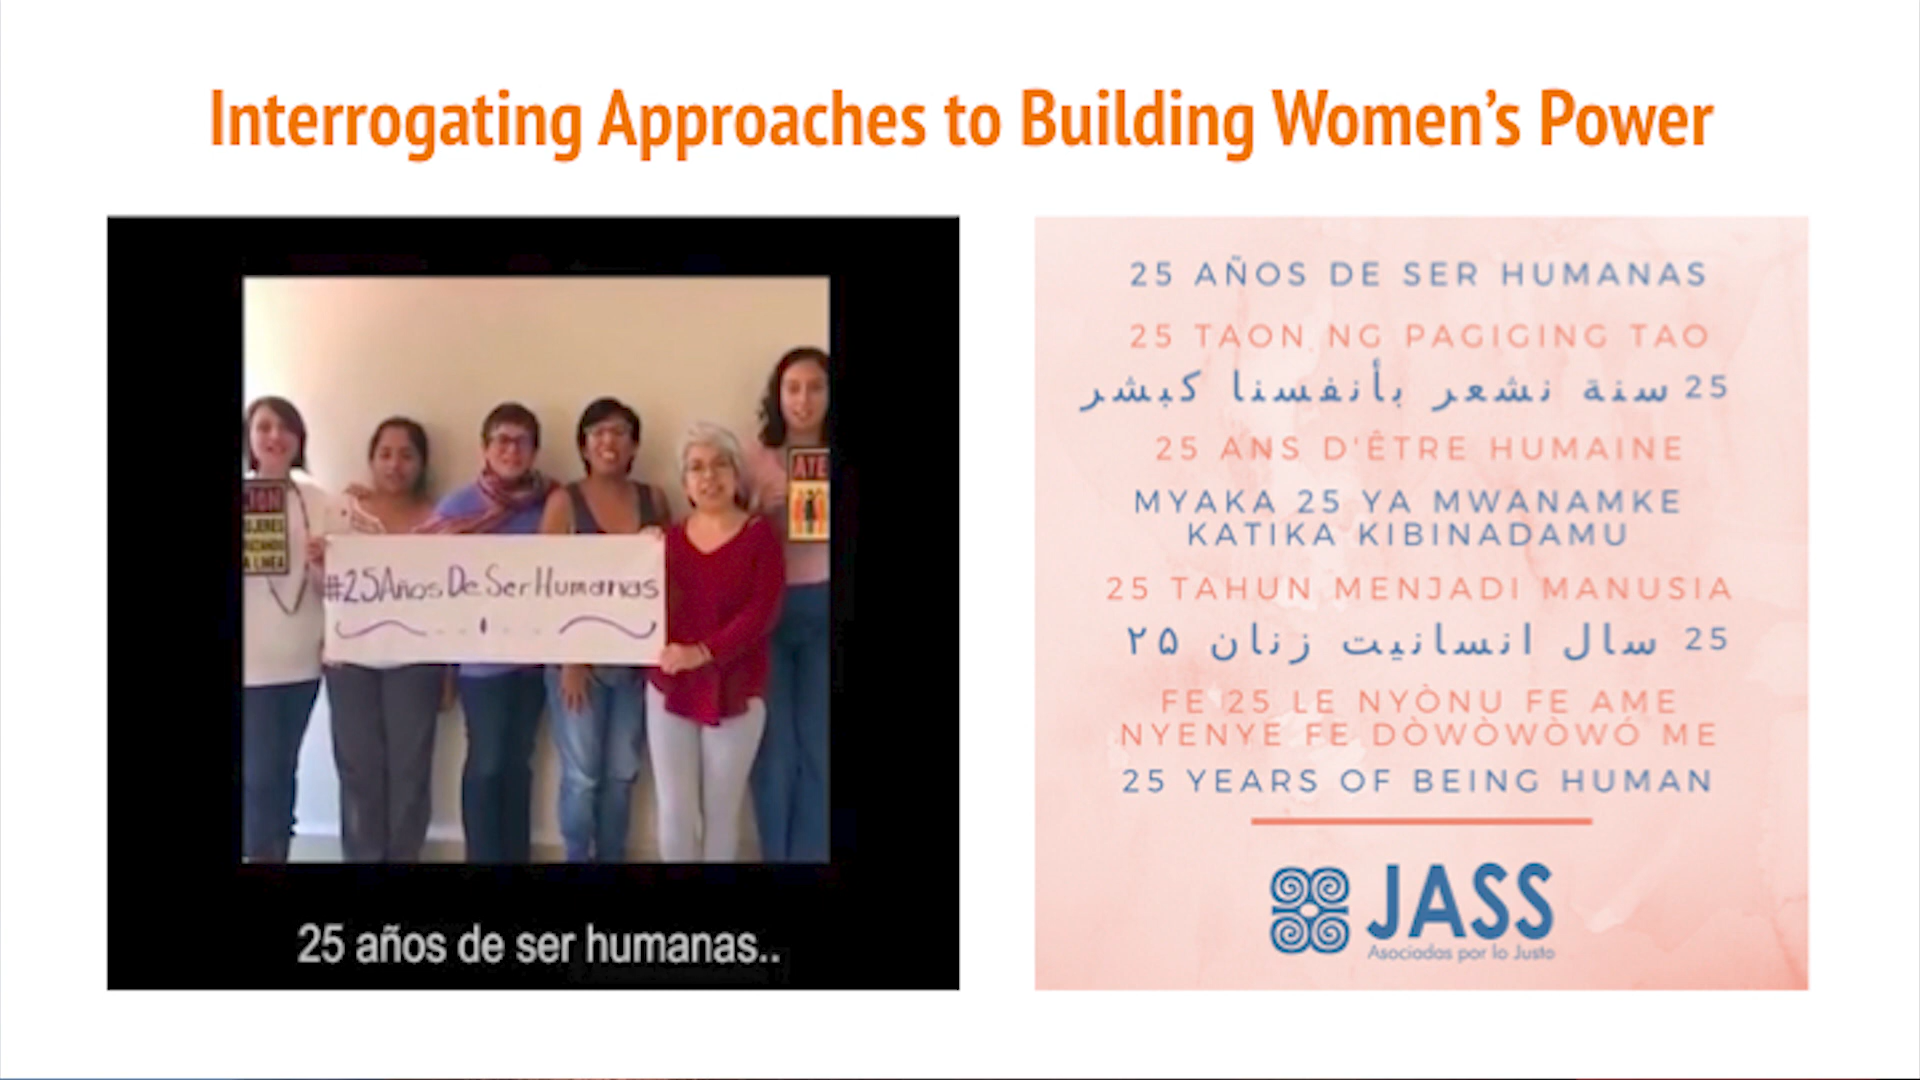 Interrogating Approaches to Building Women's Power
#25AñosDeSerHumanas
ATE
25 años de ser humanas..
25 AÑOS DE SER HUMANAS
25 TAON NG PAGIGING TAO
25 سنة نشعر بأنفسنا كبشر
25 ANS D'ÊTRE HUMAINE
MYAKA 25 YA MWANAMKE
KATIKA KIBINADAMU
25 TAHUN MENJADI MANUSIA
25 سال انسانیت زنان ۲۵
FE 25 LE NYÒNU FE AME
NYENYE FE DÒWÒWÒWÓ ME
25 YEARS OF BEING HUMAN
JASS
Asociadas por lo Justo